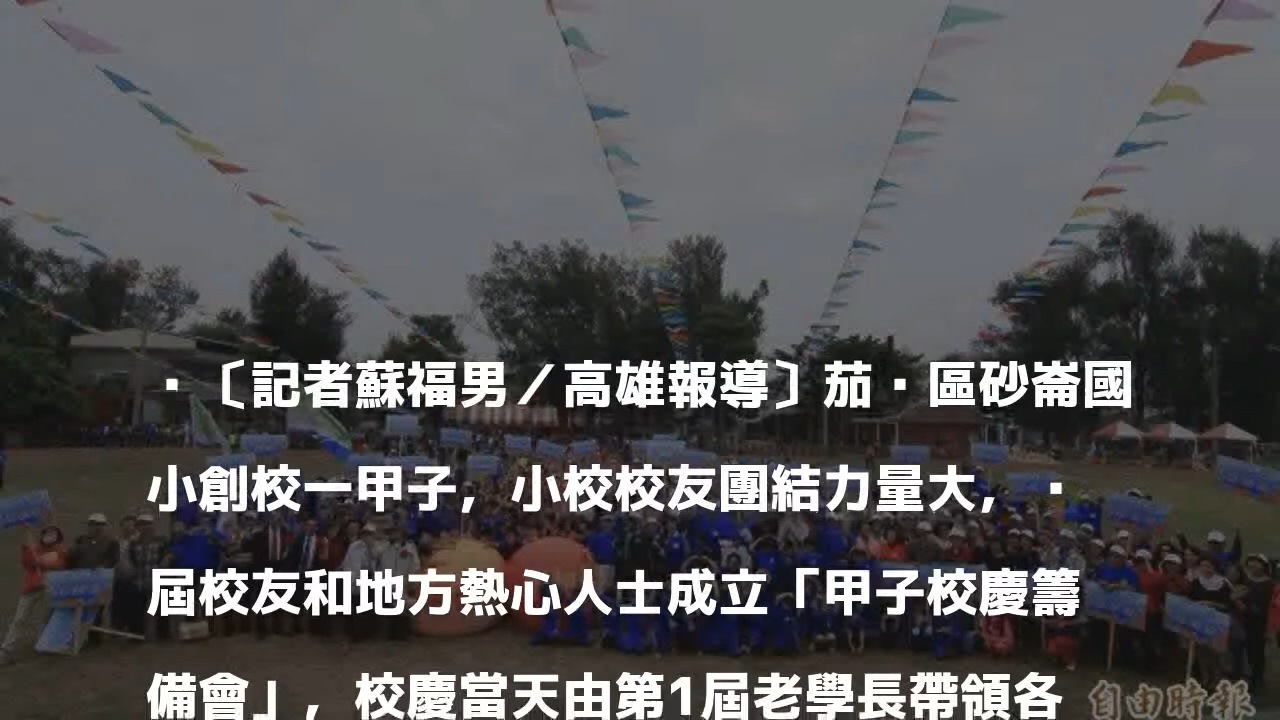 ·〔記者蘇福男／高雄報導〕茄·區砂崙國
小創校一甲子，小校校友團結力量大，·
屆校友和地方熱心人士成立「甲子校慶籌
備會」，校慶當天由第1屆老學長帶領各
自由時報